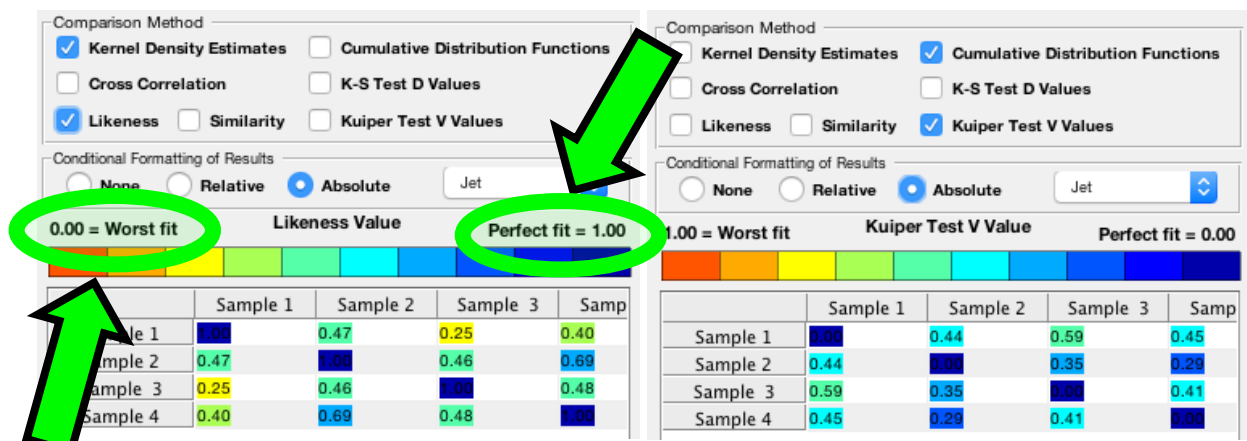 Comparison Method
Kernel Density Estimates Cumulative Distribution Functions
Cross Correlation K-S Test D Values
Likeness Similarity Kuiper Test V Values
Conditional Formatting of Results
None Relative Absolute Jet
0.00 = Worst fit Likeness Value Perfect fit = 1.00
Sample 1 Sample 2 Sample 3 Samp
1.00 0.47 0.25 0.40
Sample 2 0.47 1.00 0.46 0.69
Sample 3 0.25 0.46 1.00 0.48
Sample 4 0.40 0.69 0.48 1.00
Comparison Method
Kernel Density Estimates Cumulative Distribution Functions
Cross Correlation K-S Test D Values
Likeness Similarity Kuiper Test V Values
Conditional Formatting of Results
None Relative Absolute Jet
1.00 = Worst fit Kuiper Test V Value Perfect fit = 0.00
Sample 1 Sample 2 Sample 3 Samp
Sample 1 0.00 0.44 0.59 0.45
Sample 2 0.44 0.00 0.35 0.29
Sample 3 0.59 0.35 0.00 0.41
Sample 4 0.45 0.29 0.41 0.00